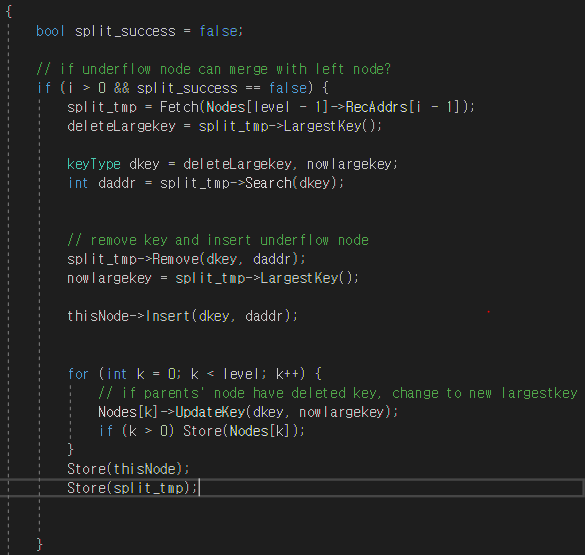 {
bool split_success = false;
// if underflow node can merge with left node?
if (i > 0 && split_success == false) {
split_tmp = Fetch(Nodes[level - 1]->RecAddrs[i - 1]);
deleteLargekey = split_tmp->LargestKey();
keyType dkey = deleteLargekey, nowlargekey;
int daddr = split_tmp->Search(dkey);
// remove key and insert underflow node
split_tmp->Remove(dkey, daddr);
nowlargekey = split_tmp->LargestKey();
thisNode->Insert(dkey, daddr);
for (int k = 0; k < level; k++) {
// if parents' node have deleted key, change to new largestkey
Nodes[k]->UpdateKey(dkey, nowlargekey);
if (k > 0) Store(Nodes[k]);
}
Store(thisNode);
Store(split_tmp);
}